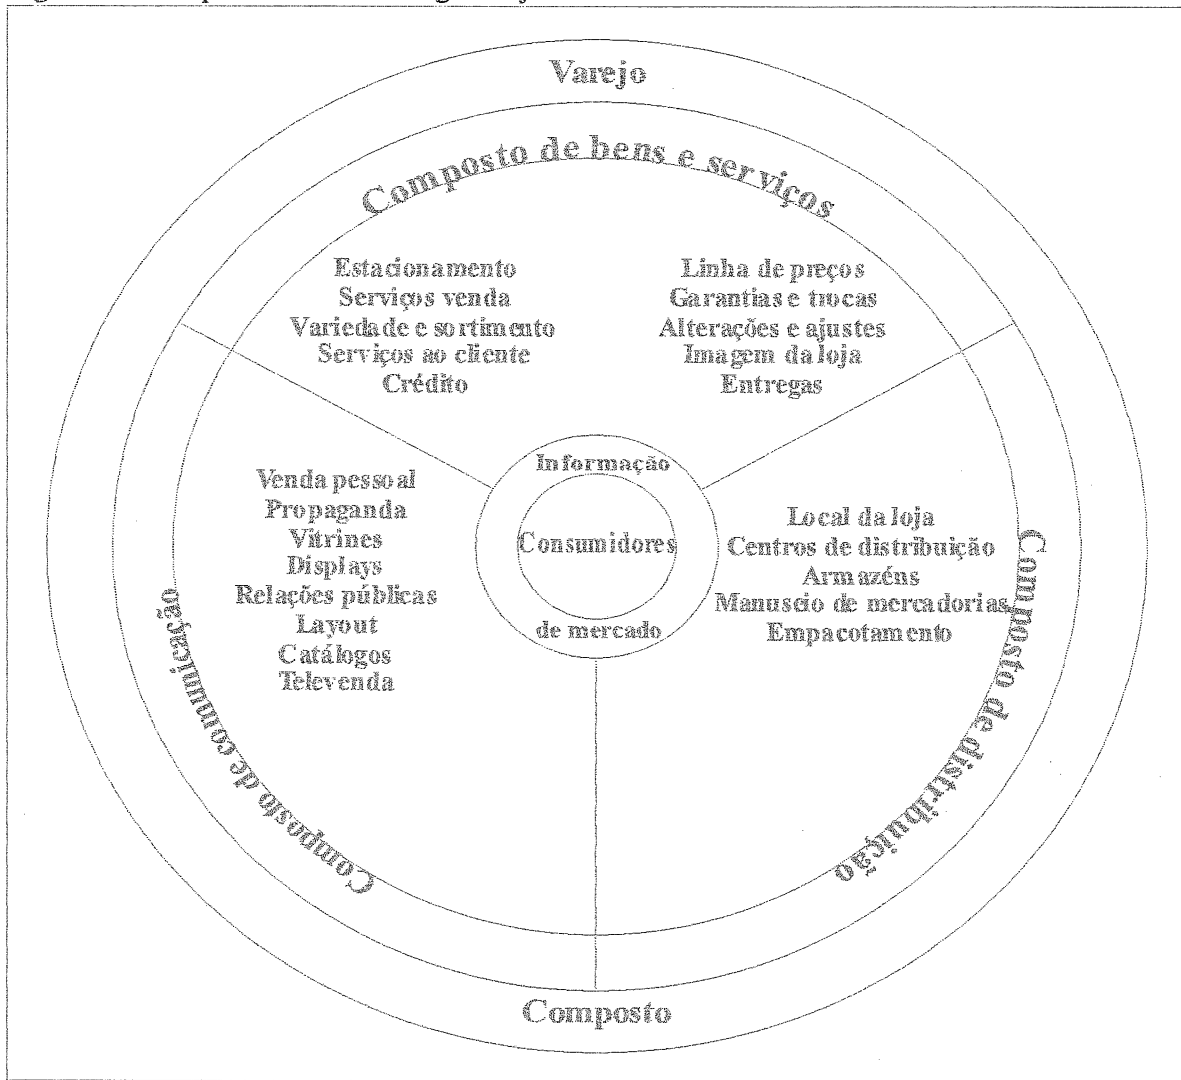 Varejo
Composto de bens e serviços
Estacionamento
Serviços venda
Variedade e sortimento
Serviços ao cliente
Crédito
Linha de preços
Garantias e trocas
Alterações e ajustes
Imagem da loja
Entregas
Informação
Consumidores
de mercado
Venda pessoal
Propaganda
Vitrines
Displays
Relações públicas
Layout
Catálogos
Televenda
Local da loja
Centros de distribuição
Armazéns
Manuseio de mercadorias
Empacotamento
Composto de comunicação
Composto de distribuição
Composto